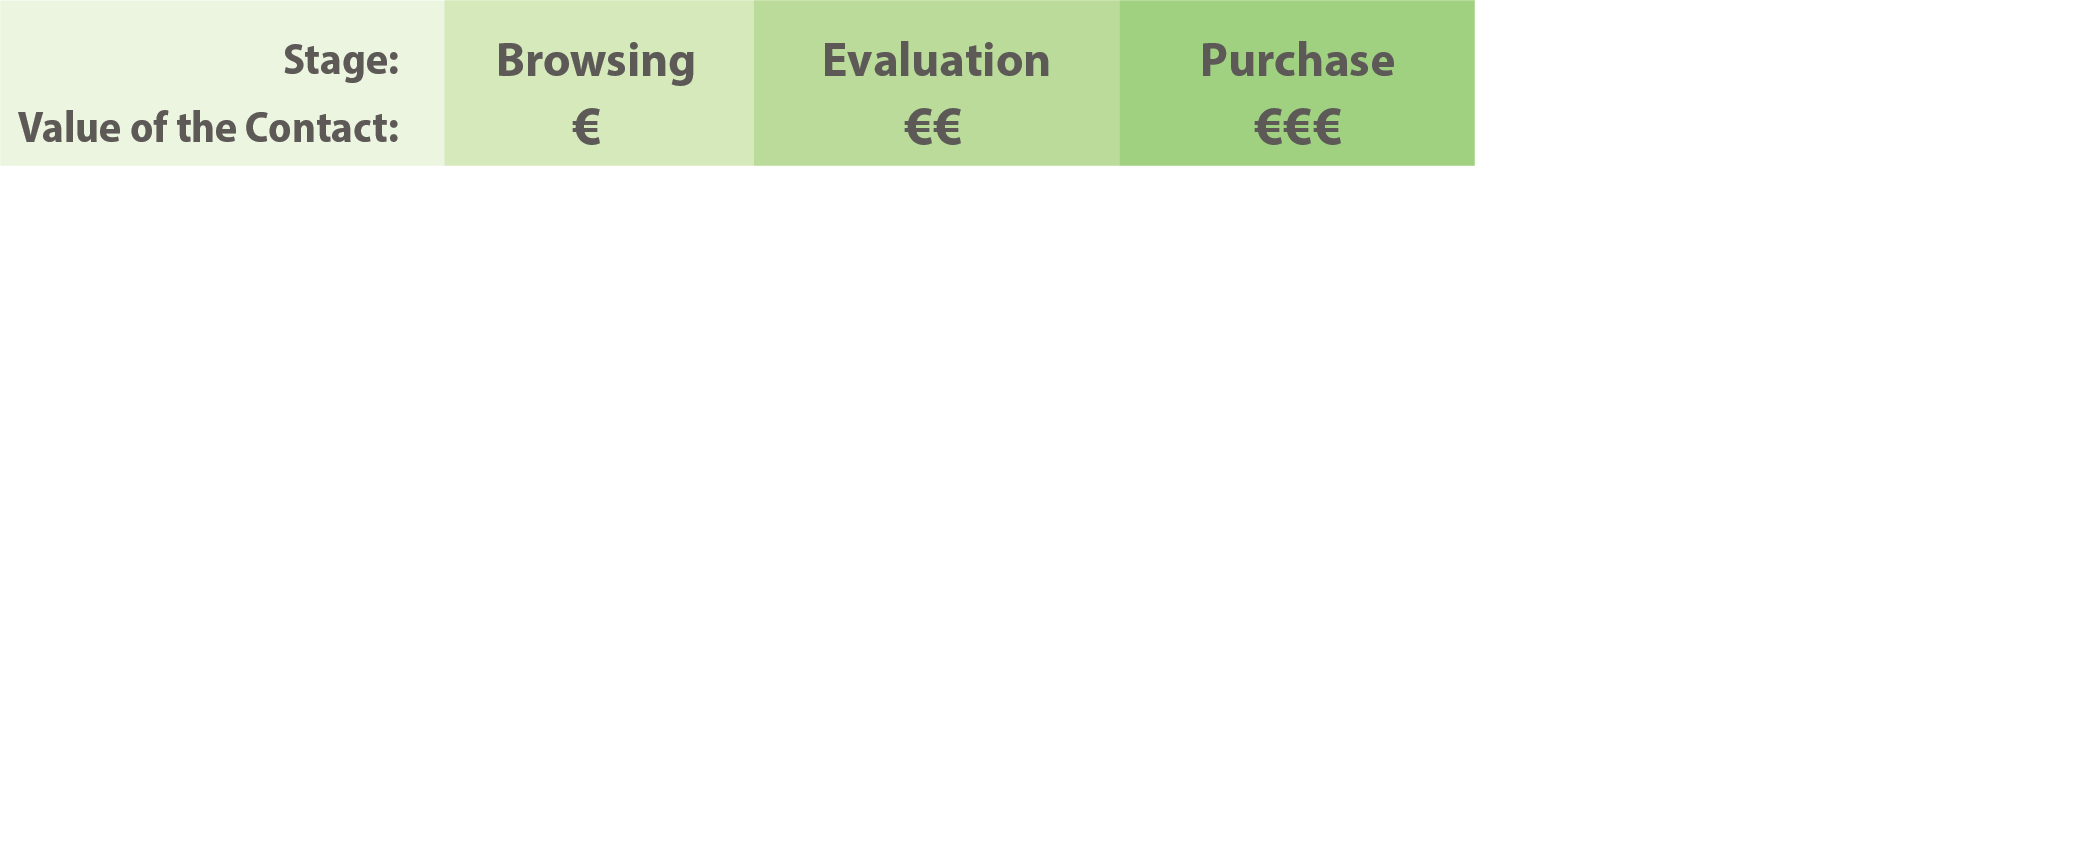 Stage: Browsing Evaluation Purchase
Value of the Contact: € €€ €€€